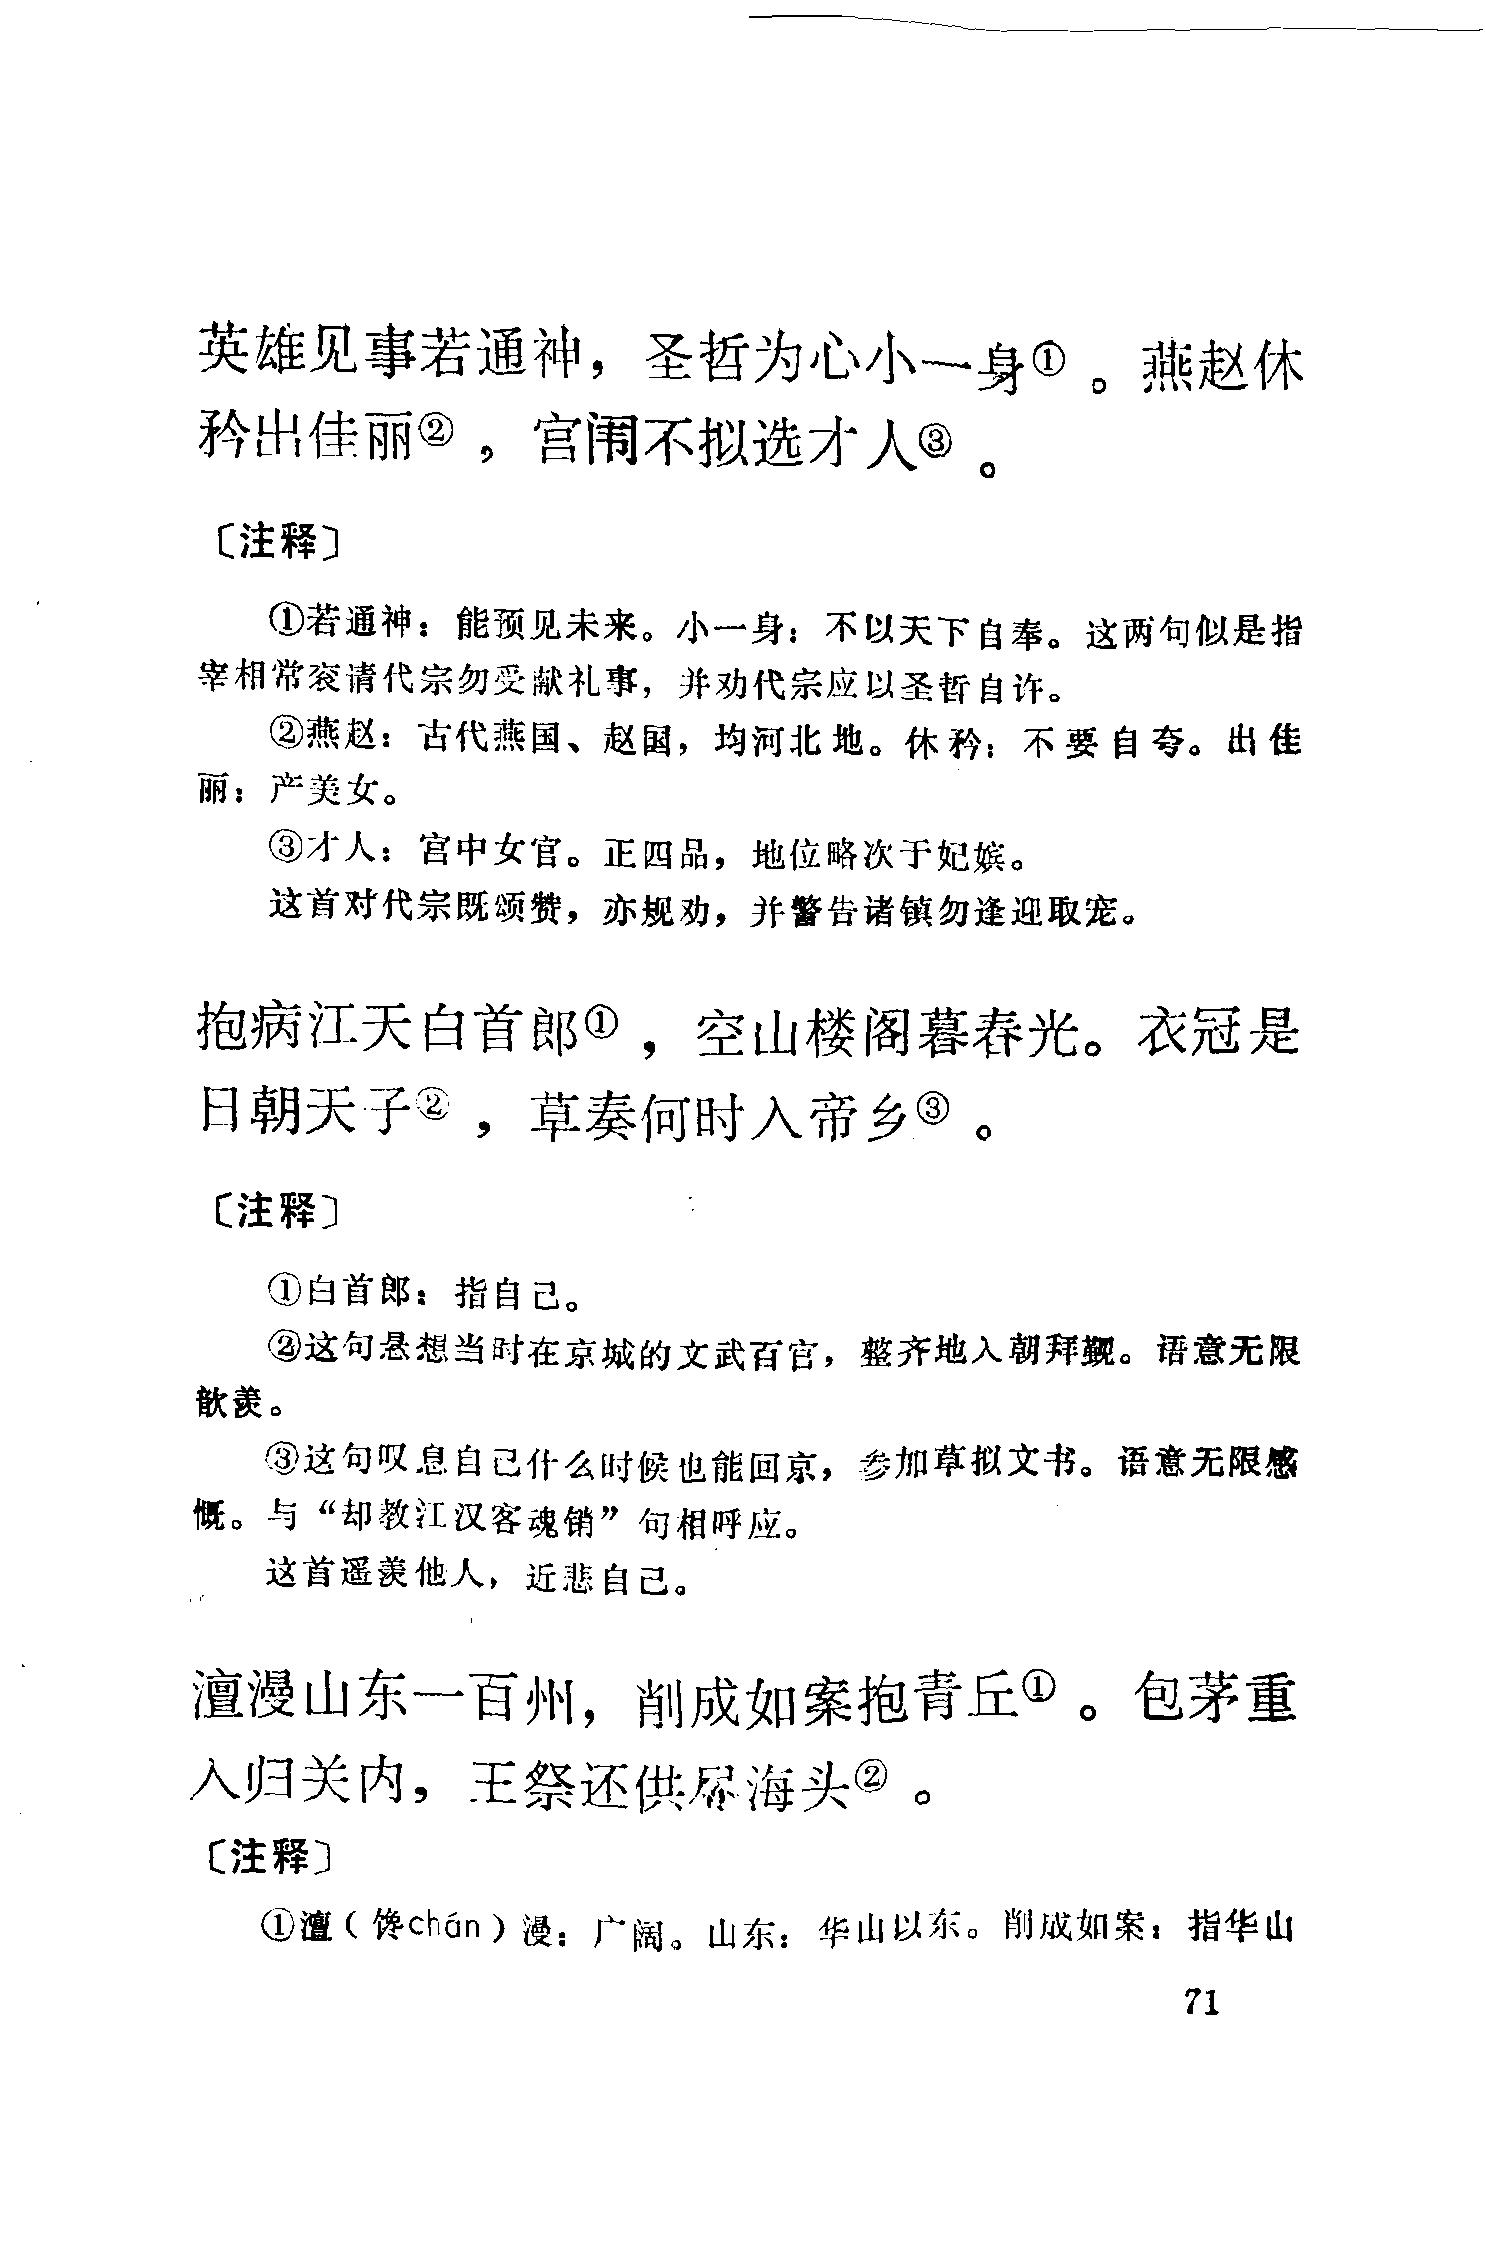 英雄见事若通神，圣哲为心小一身①。燕赵休
矜出佳丽②，宫闱不拟选才人③。
〔注释〕
①若通神：能预见未来。小一身：不以天下自奉。这两句似是指
宰相常衮请代宗勿受献礼事，并劝代宗应以圣哲自许。
②燕赵：古代燕国、赵国，均河北地。休矜：不要自夸。出佳
丽：产美女。
③才人：宫中女官。正四品，地位略次于妃嫔。
这首对代宗既颂赞，亦规劝，并警告诸镇勿逢迎取宠。
抱病江天白首郎①，空山楼阁暮春光。衣冠是
日朝天子②，草奏何时入帝乡③。
〔注释〕
①白首郎：指自己。
②这句悬想当时在京城的文武百官，整齐地入朝拜觐。语意无限
歆羡。
③这句叹息自己什么时候也能回京，参加草拟文书。语意无限感
慨。与“却教江汉客魂销”句相呼应。
这首遥羡他人，近悲自己。
澶漫山东一百州，削成如案抱青丘①。包茅重
入归关内，王祭还供尽海头②。
〔注释〕
①澶（馋chán）漫：广阔。山东：华山以东。削成如案：指华山
71